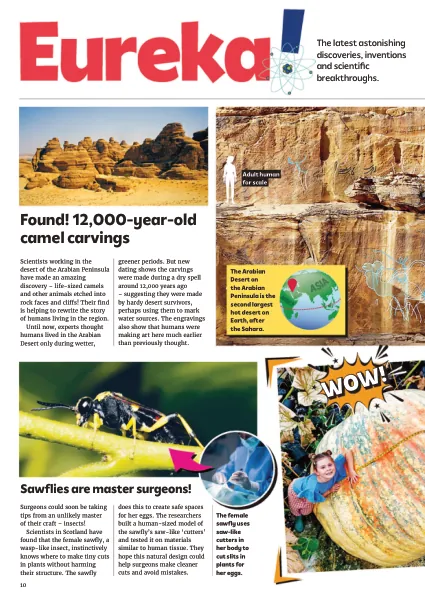 Eureka!
The latest astonishing
discoveries, inventions
and scientific
breakthroughs.
Adult human
for scale
Found! 12,000-year-old
camel carvings
Scientists working in the
desert of the Arabian Peninsula
have made an amazing
discovery – life-sized camels
and other animals etched into
rock faces and cliffs! Their find
is helping to rewrite the story
of humans living in the region.
Until now, experts thought
humans lived in the Arabian
Desert only during wetter,
greener periods. But new
dating shows the carvings
were made during a dry spell
around 12,000 years ago
– suggesting they were made
by hardy desert survivors,
perhaps using them to mark
water sources. The engravings
also show that humans were
making art here much earlier
than previously thought.
The Arabian
Desert on
the Arabian
Peninsula is the
second largest
hot desert on
Earth, after
the Sahara.
ASIA
WOW!
Sawflies are master surgeons!
Surgeons could soon be taking
tips from an unlikely master
of their craft – insects!
Scientists in Scotland have
found that the female sawfly, a
wasp-like insect, instinctively
knows where to make tiny cuts
in plants without harming
their structure. The sawfly
does this to create safe spaces
for her eggs. The researchers
built a human-sized model of
the sawfly's saw-like 'cutters'
and tested it on materials
similar to human tissue. They
hope this natural design could
help surgeons make cleaner
cuts and avoid mistakes.
The female
sawfly uses
saw-like
cutters in
her body to
cut slits in
plants for
her eggs.
10